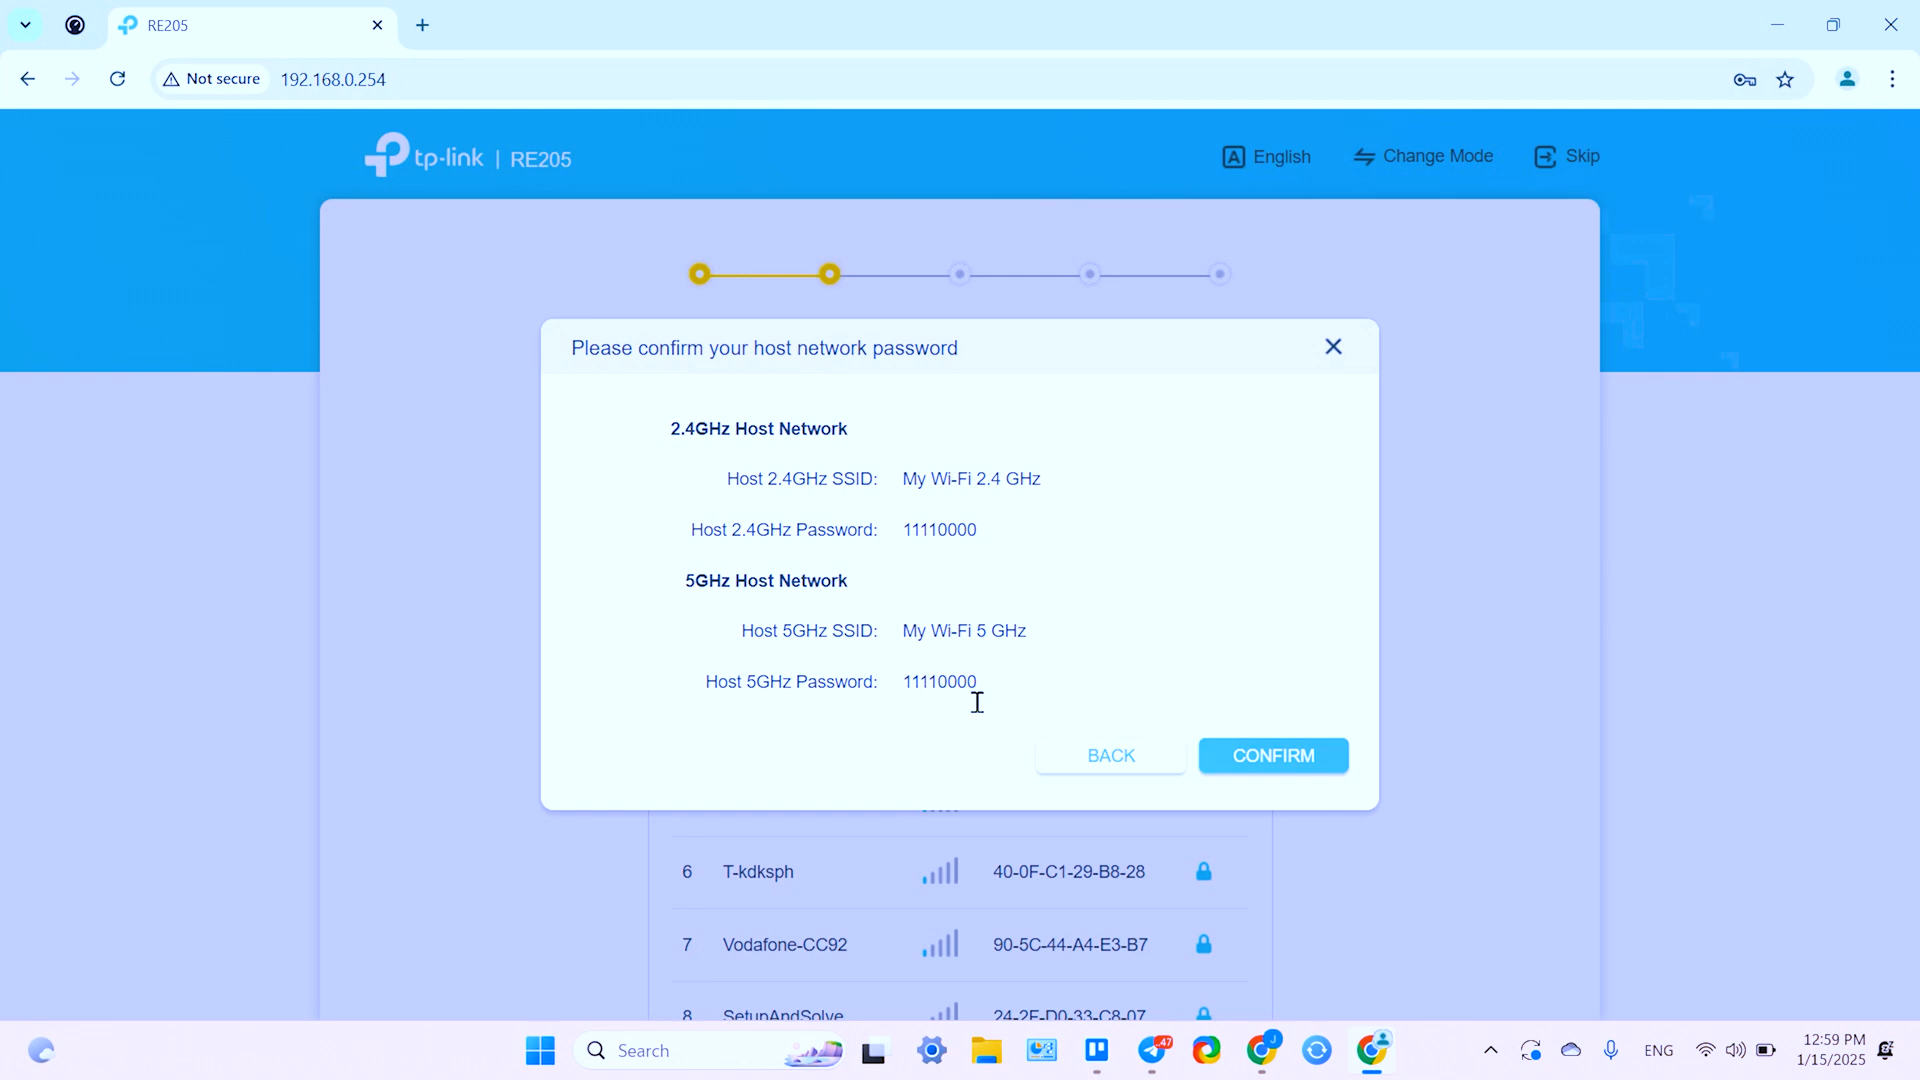 RE205
Not secure 192.168.0.254
tp-link | RE205
English Change Mode Skip
Please confirm your host network password
2.4GHz Host Network
Host 2.4GHz SSID: My Wi-Fi 2.4 GHz
Host 2.4GHz Password: 11110000
5GHz Host Network
Host 5GHz SSID: My Wi-Fi 5 GHz
Host 5GHz Password: 11110000
BACK CONFIRM
6 T-kdksph 40-0F-C1-29-B8-28
7 Vodafone-CC92 90-5C-44-A4-E3-B7
8 SetupAndSolve 24-2F-D0-33-C8-07
Search
47
J
ENG
12:59 PM
1/15/2025